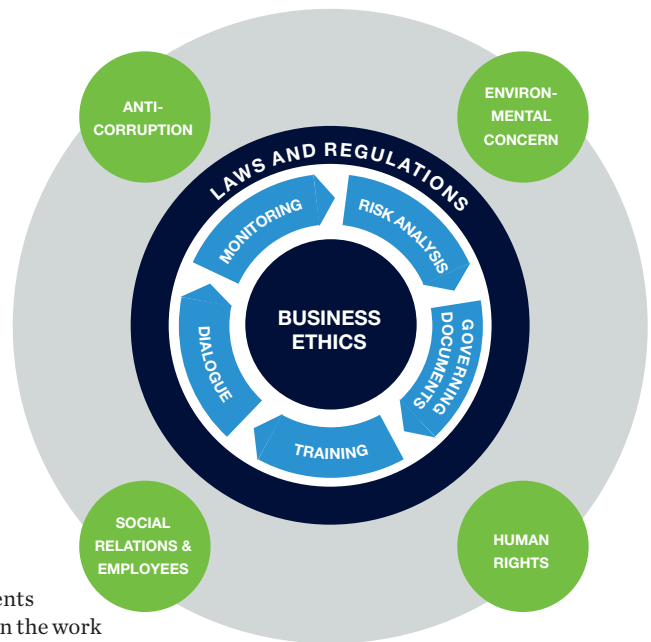 ANTI-
CORRUPTION
ENVIRON-
MENTAL
CONCERN
LAWS AND REGULATIONS
MONITORING
RISK ANALYSIS
GOVERNING
DOCUMENTS
TRAINING
DIALOGUE
BUSINESS
ETHICS
SOCIAL
RELATIONS &
EMPLOYEES
HUMAN
RIGHTS
the work